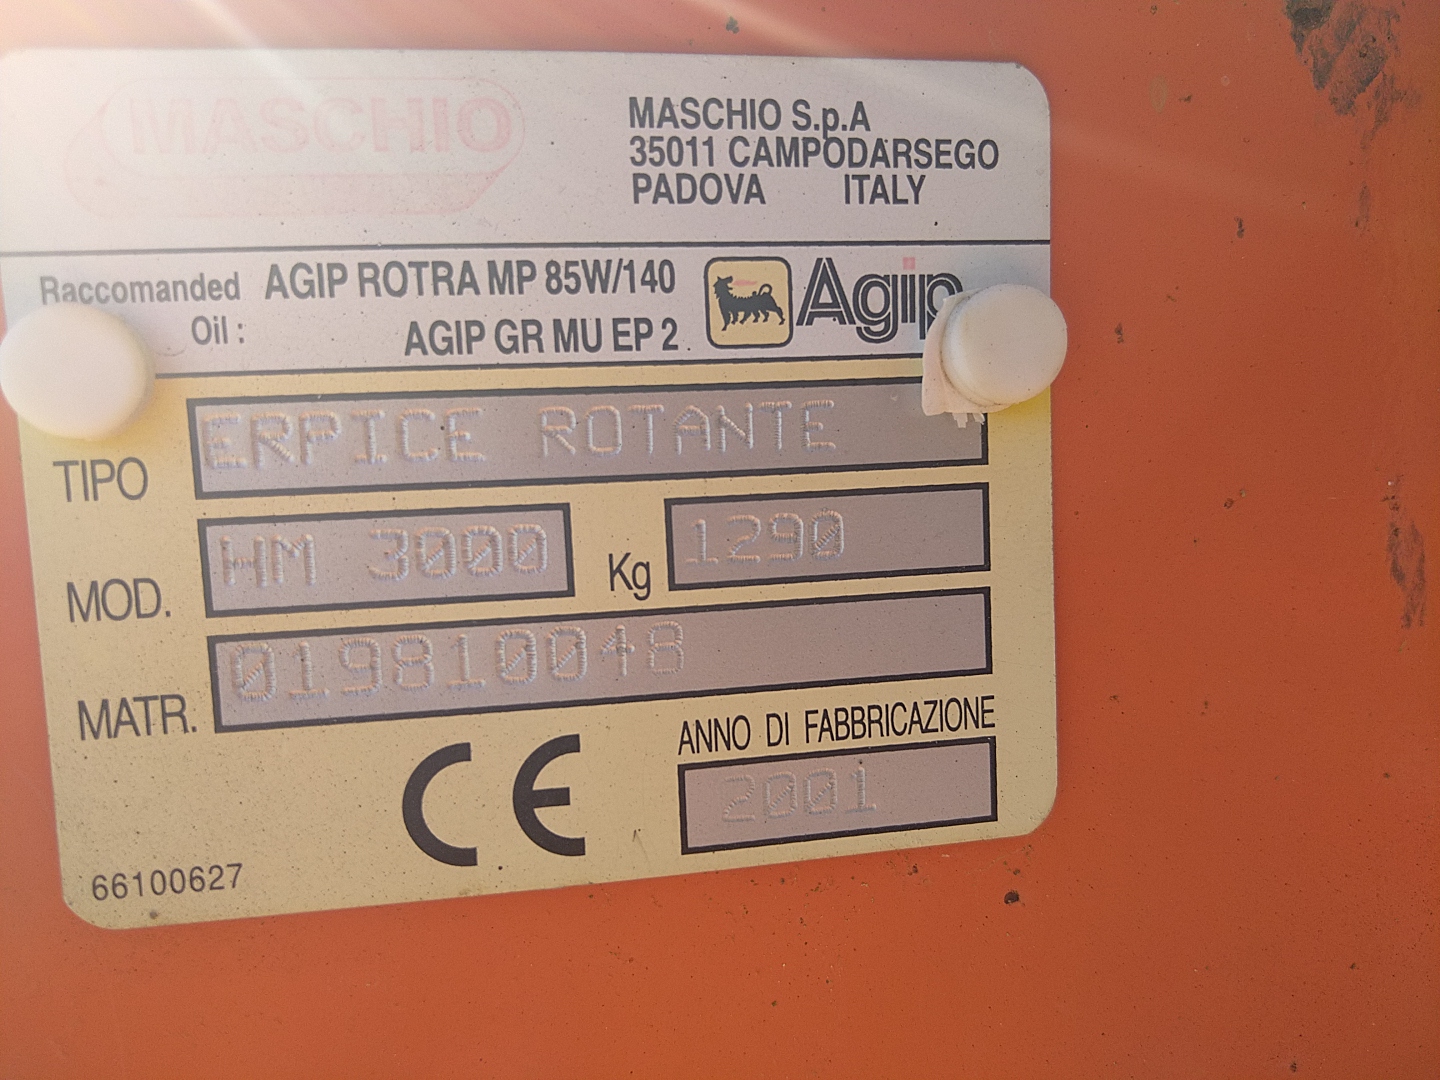 MASCHIO
MASCHIO S.p.A
35011 CAMPODARSEGO
PADOVA ITALY
Raccomanded AGIP ROTRA MP 85W/140
Oil : AGIP GR MU EP 2.
Agip
TIPO ERPICE ROTANTE
MOD. HM 3000 Kg 1290
MATR. 019810048
ANNO DI FABBRICAZIONE
CE 2001
66100627